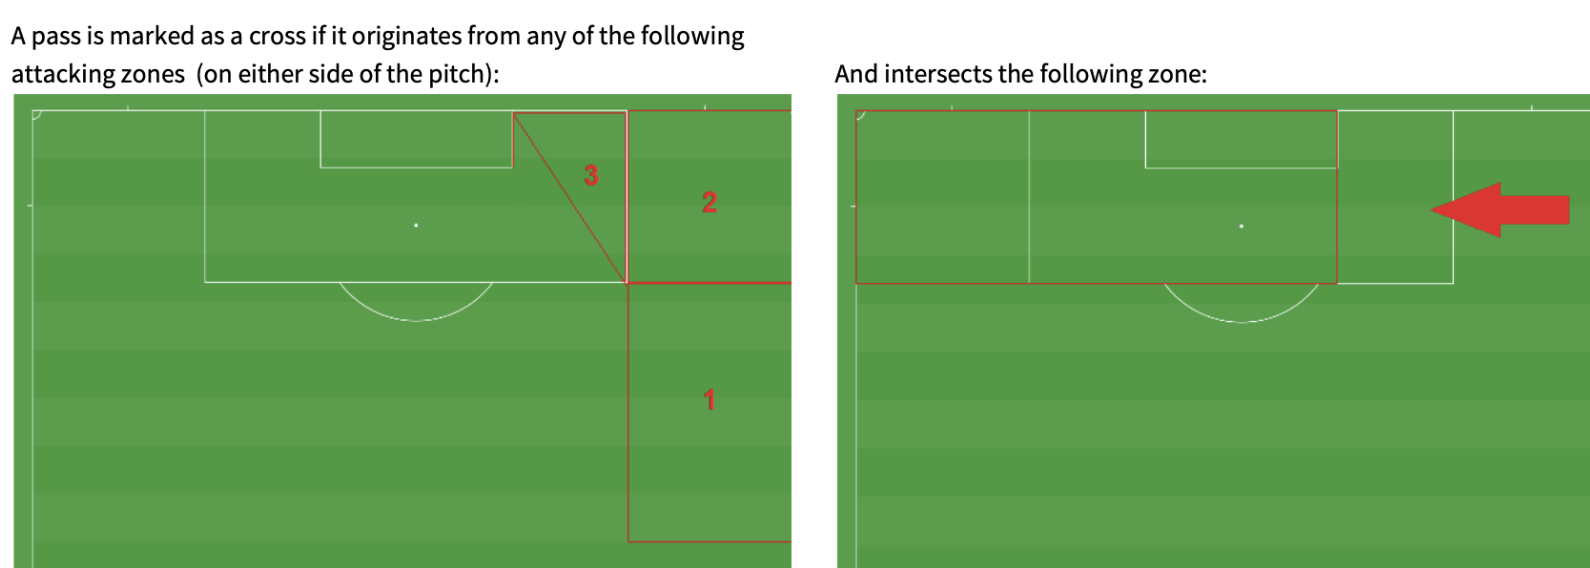 A pass is marked as a cross if it originates from any of the following
attacking zones (on either side of the pitch):
And intersects the following zone:
3
2
1